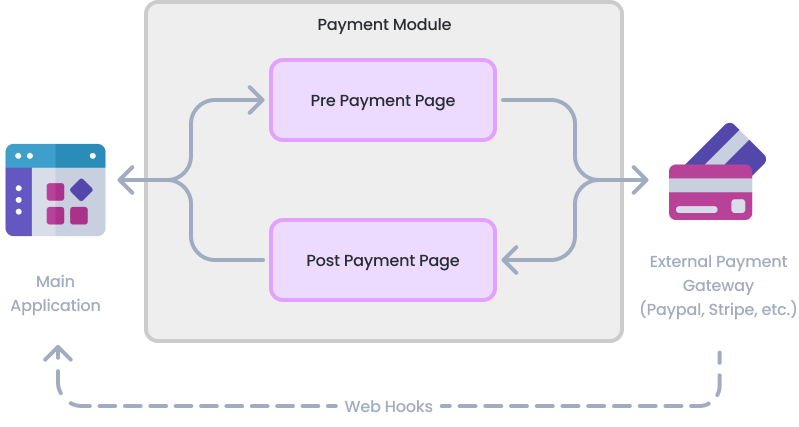 Payment Module
Pre Payment Page
Post Payment Page
Main
Application
External Payment
Gateway
(Paypal, Stripe, etc.)
Web Hooks